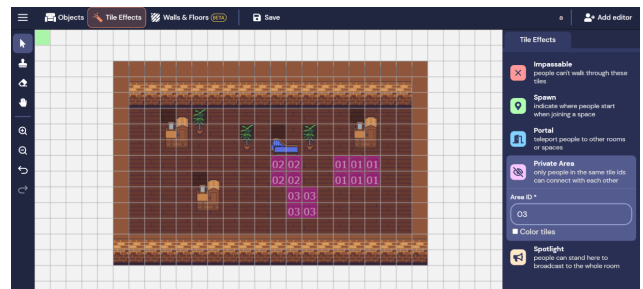 Objects Tile Effects Walls & Floors (BETA) Save a Add editor
Tile Effects
Impassable
people can't walk through these
tiles
Spawn
indicate where people start
when joining a space
Portal
teleport people to other rooms
or spaces
Private Area
only people in the same tile ids
can connect with each other
Area ID *
03
Color tiles
Spotlight
people can stand here to
broadcast to the whole room
02 02 01 01 01
02 02 01 01 01
03 03
03 03